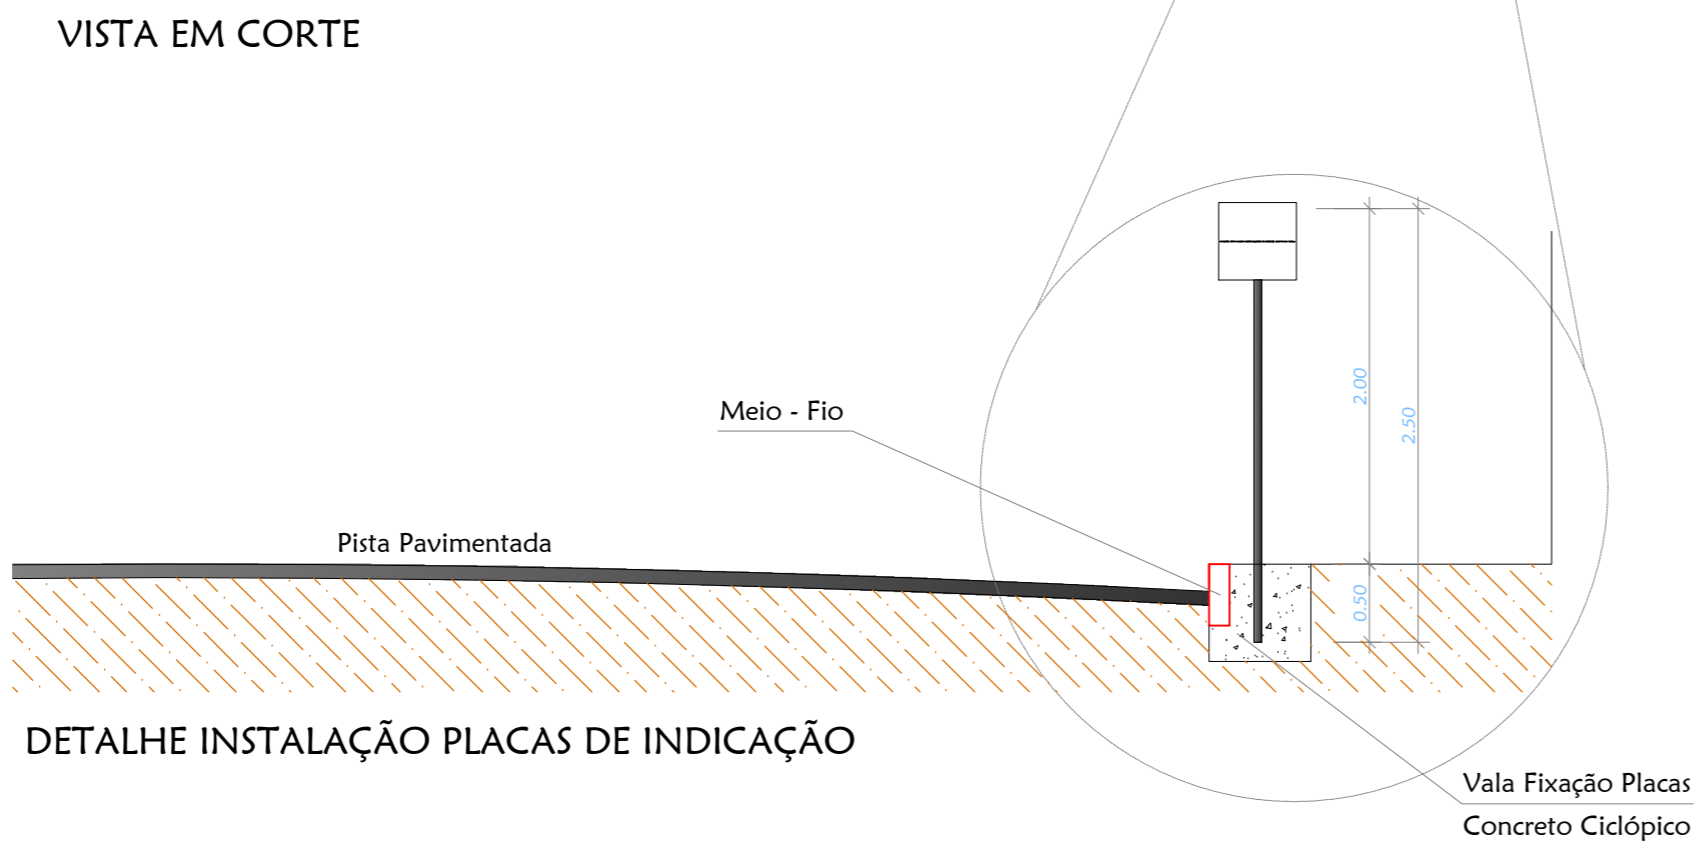 VISTA EM CORTE
2.00
2.50
Meio - Fio
Pista Pavimentada
0.50
DETALHE INSTALAÇÃO PLACAS DE INDICAÇÃO
Vala Fixação Placas
Concreto Ciclópico